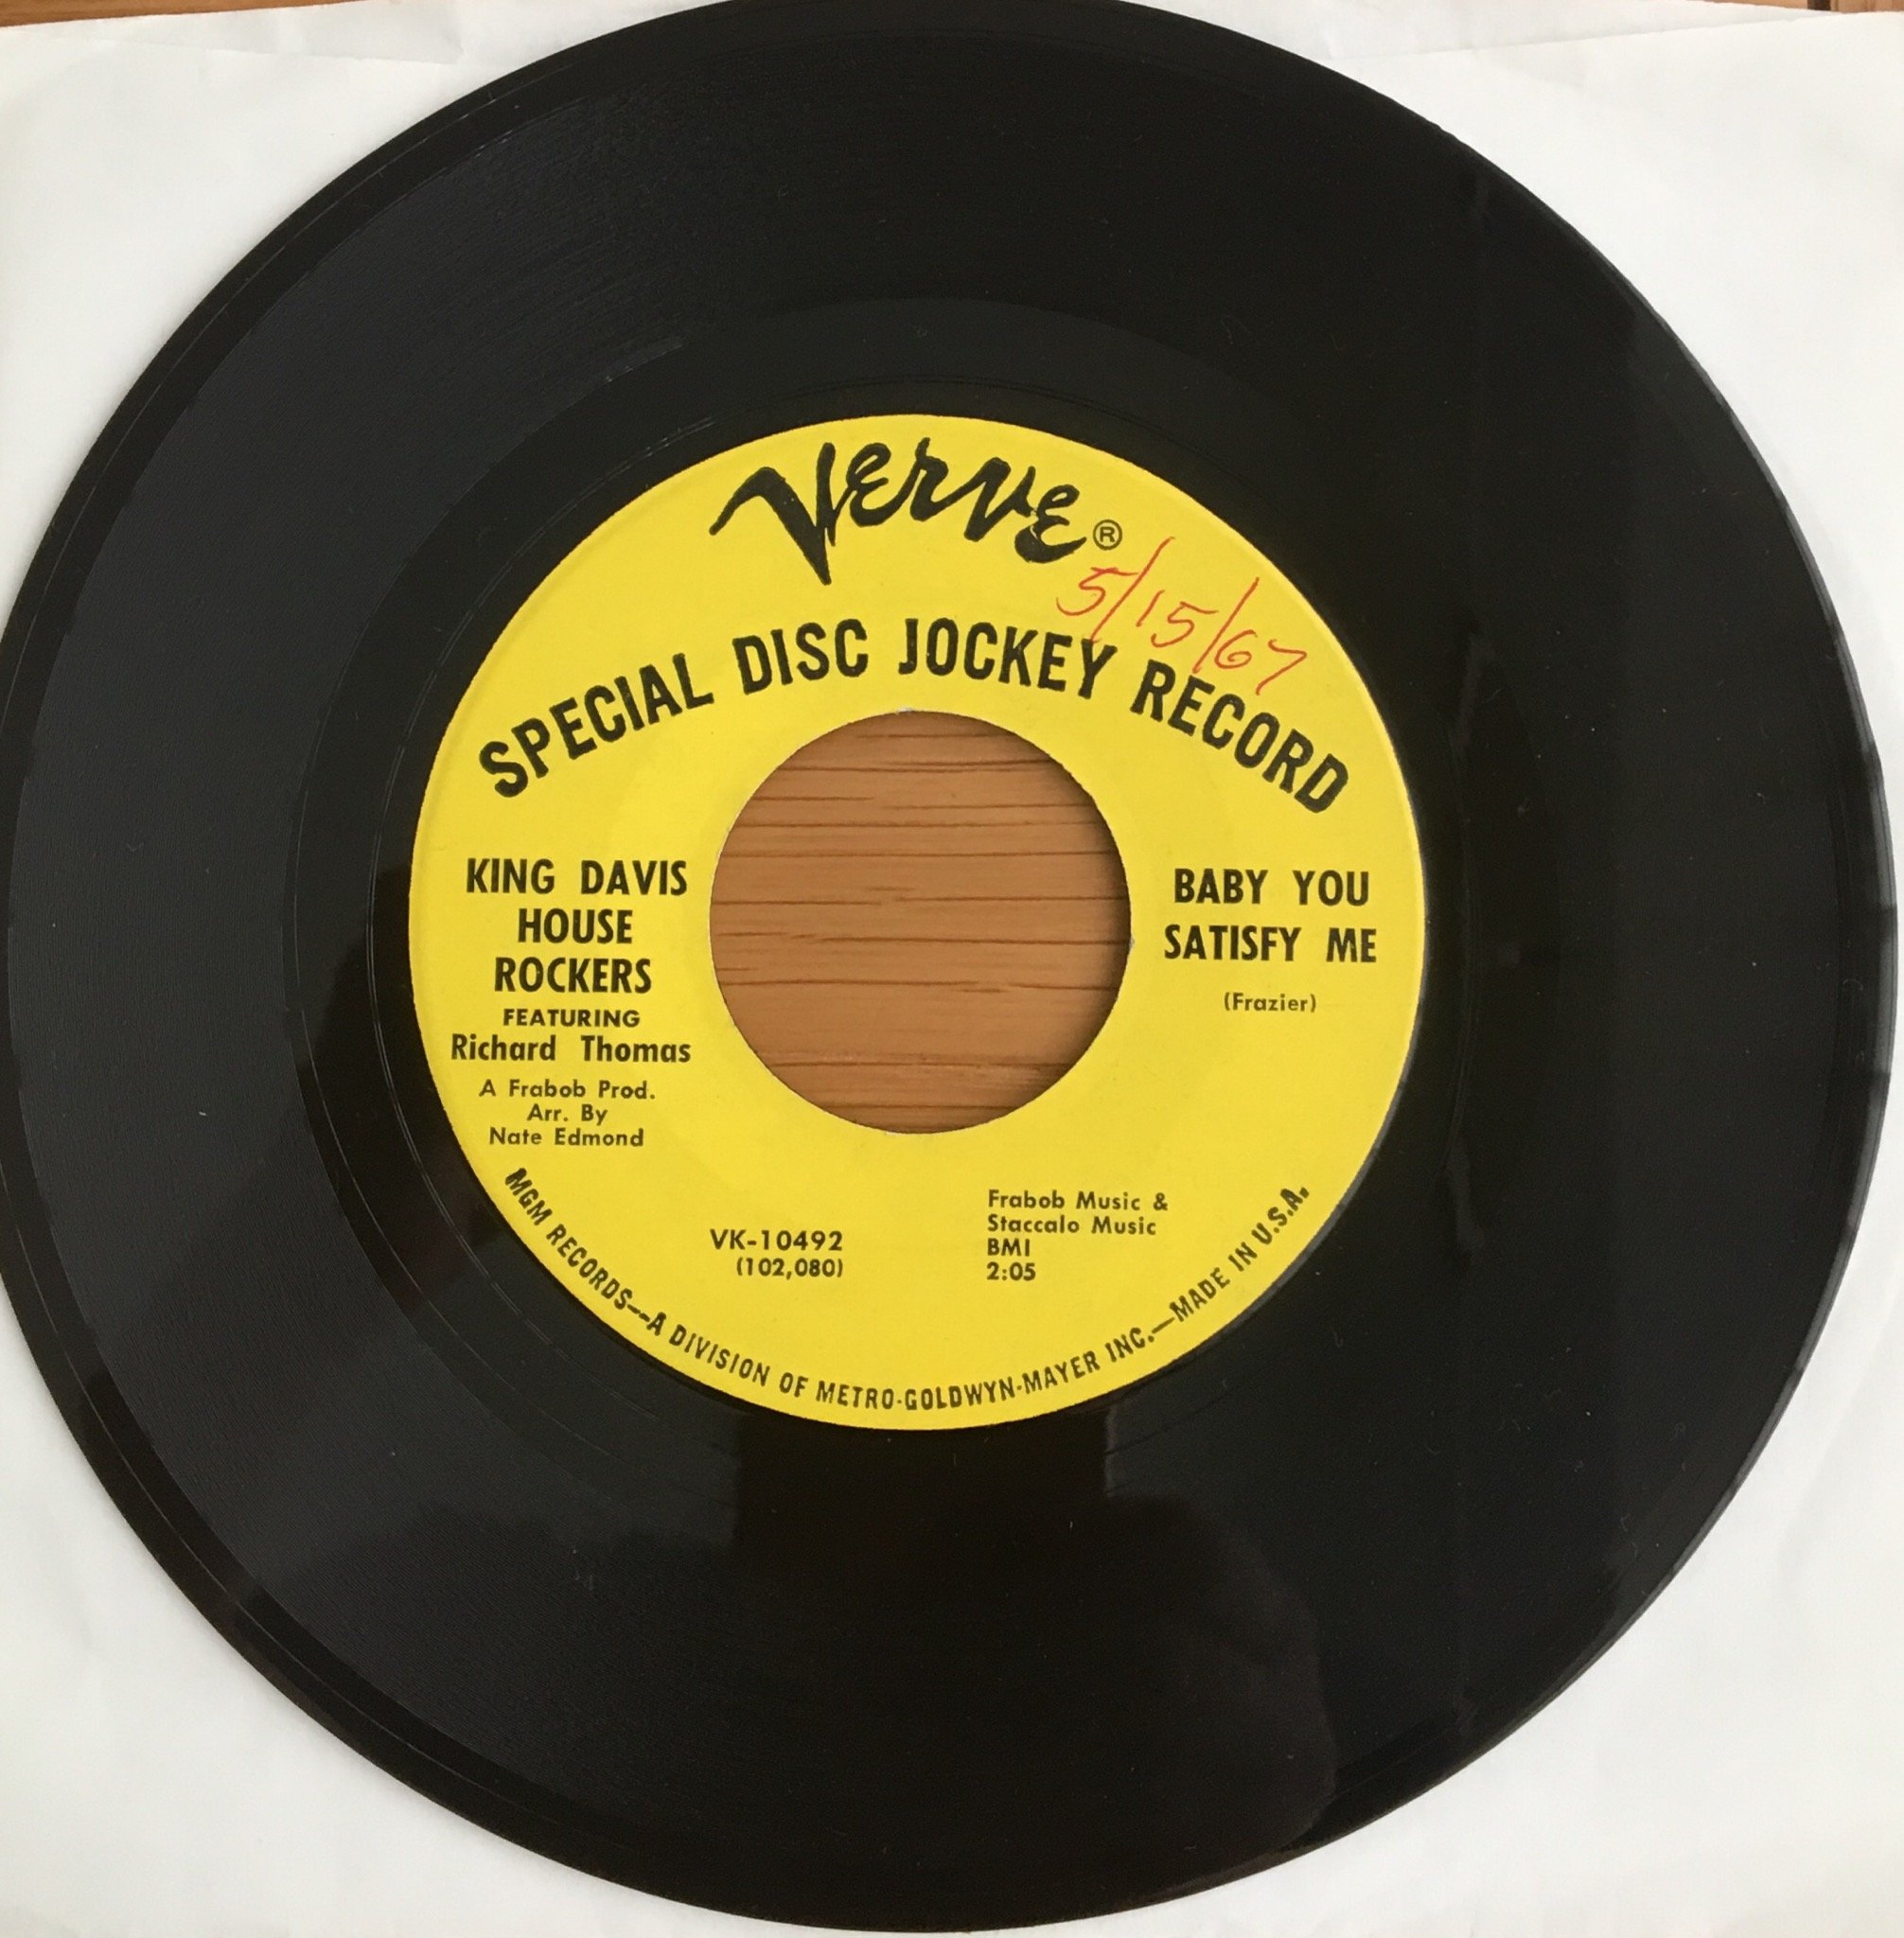 Verve®
5/15/67
SPECIAL DISC JOCKEY RECORD
KING DAVIS
HOUSE
ROCKERS
FEATURING
Richard Thomas
A Frabob Prod.
Arr. By
Nate Edmond
BABY YOU
SATISFY ME
(Frazier)
VK-10492
(102,080)
Frabob Music &
Staccalo Music
BMI
2:05
MGM RECORDS—A DIVISION OF METRO-GOLDWYN-MAYER INC.—MADE IN U.S.A.